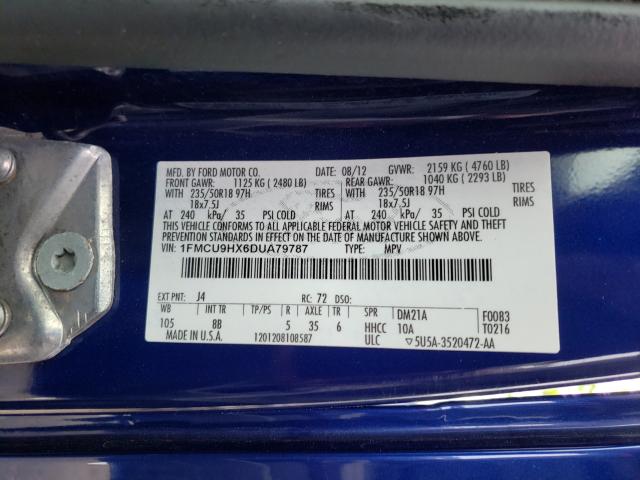 MFD. BY FORD MOTOR CO. DATE: 08/12 GVWR: 2159 KG ( 4760 LB)
FRONT GAWR: 1125 KG ( 2480 LB) REAR GAWR: 1040 KG ( 2293 LB)
WITH 235/50R18 97H TIRES WITH 235/50R18 97H TIRES
18x7.5J RIMS 18x7.5J RIMS
AT 240 kPa/ 35 PSI COLD AT 240 kPa/ 35 PSI COLD
THIS VEHICLE CONFORMS TO ALL APPLICABLE FEDERAL MOTOR VEHICLE SAFETY
STANDARDS IN EFFECT ON THE DATE OF MANUFACTURE SHOWN ABOVE.
VIN: 1FMCU9HX6DUA79787 TYPE: MPV
EXT PNT: J4 RC: 72 DSO:
WB INT TR TP/PS R AXLE TR SPR DM21A F0083
105 8B 5 35 6 HHCC 10A T0216
MADE IN U.S.A. 1201208108587 ULC 5U5A-3520472-AA